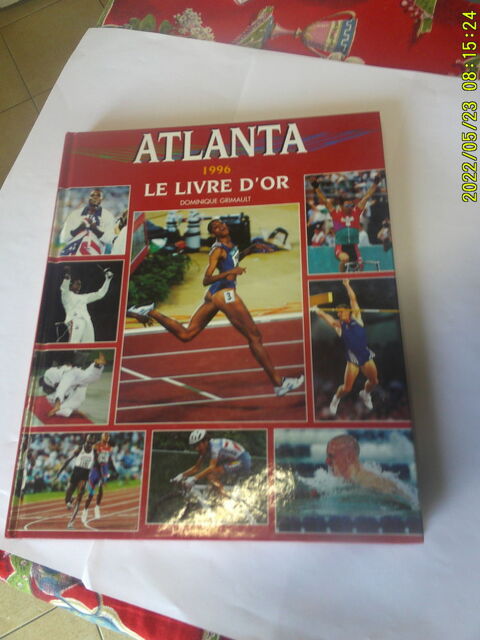 ATLANTA
1996
LE LIVRE D'OR
DOMINIQUE GRIMAULT
3
2022/05/23 08:15:24